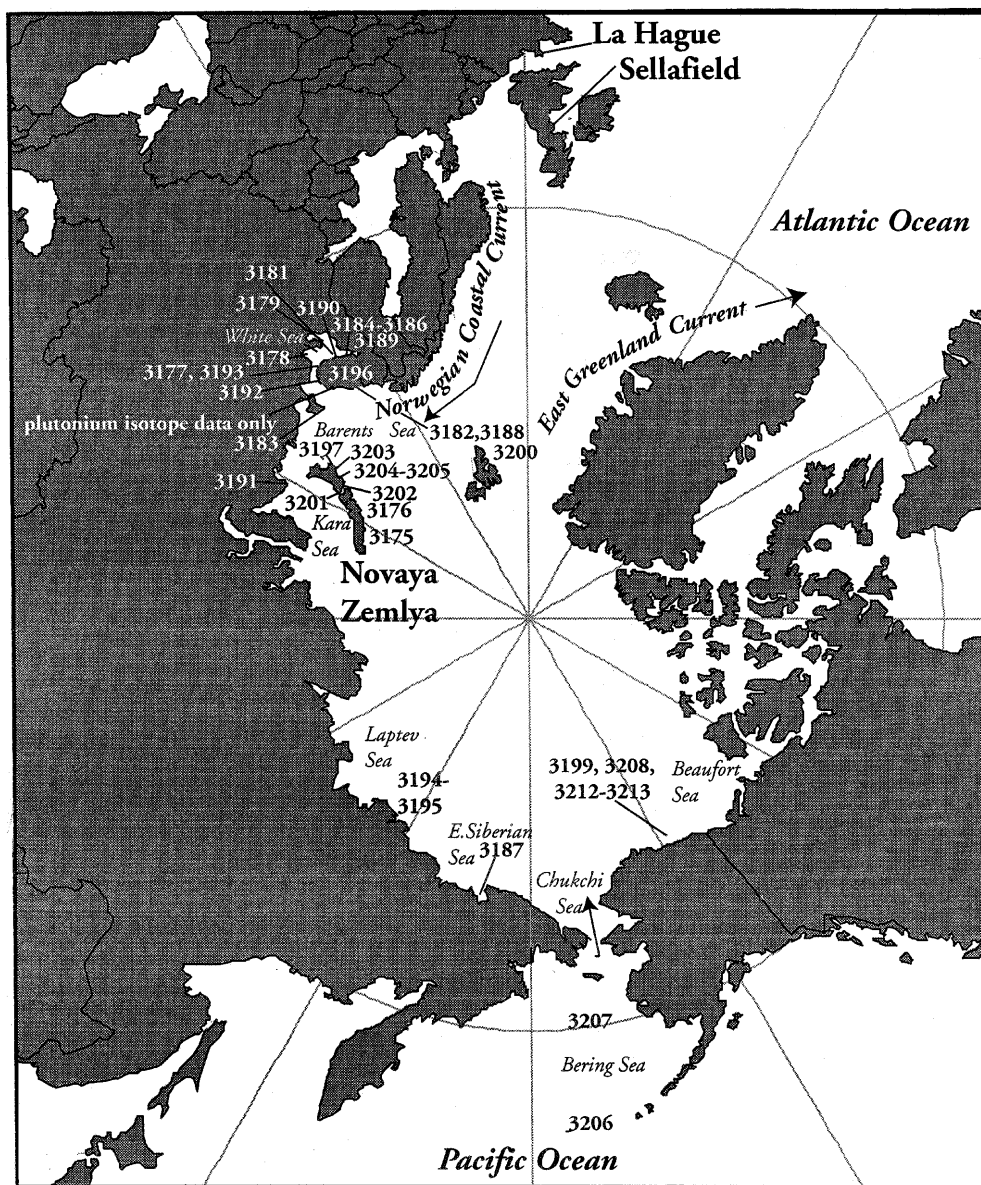 La Hague
Sellafield
Atlantic Ocean
Norwegian Coastal Current
East Greenland Current
3181
3179
3190
3184-3186
3189
White Sea
3178
3177, 3193
3196
3192
plutonium isotope data only
3183
Barents
Sea
3182,3188
3200
3197
3203
3204-3205
3191
3201
3202
3176
Kara
Sea
3175
Novaya
Zemlya
Laptev
Sea
3194-
3195
3199, 3208,
3212-3213
Beaufort
Sea
E.Siberian
Sea
3187
Chukchi
Sea
3207
Bering Sea
3206
Pacific Ocean